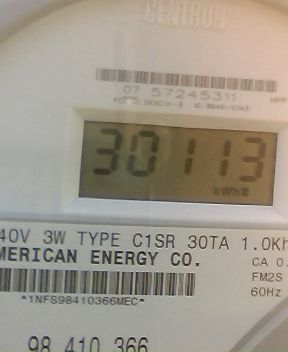 CENTRON
07 57245311
30113
kWh
40V 3W TYPE C1SR 30TA 1.0Kh
MERICAN ENERGY CO.
CA 0.
FM2S
*1NFS98410366MEC*
60Hz
98 410 366